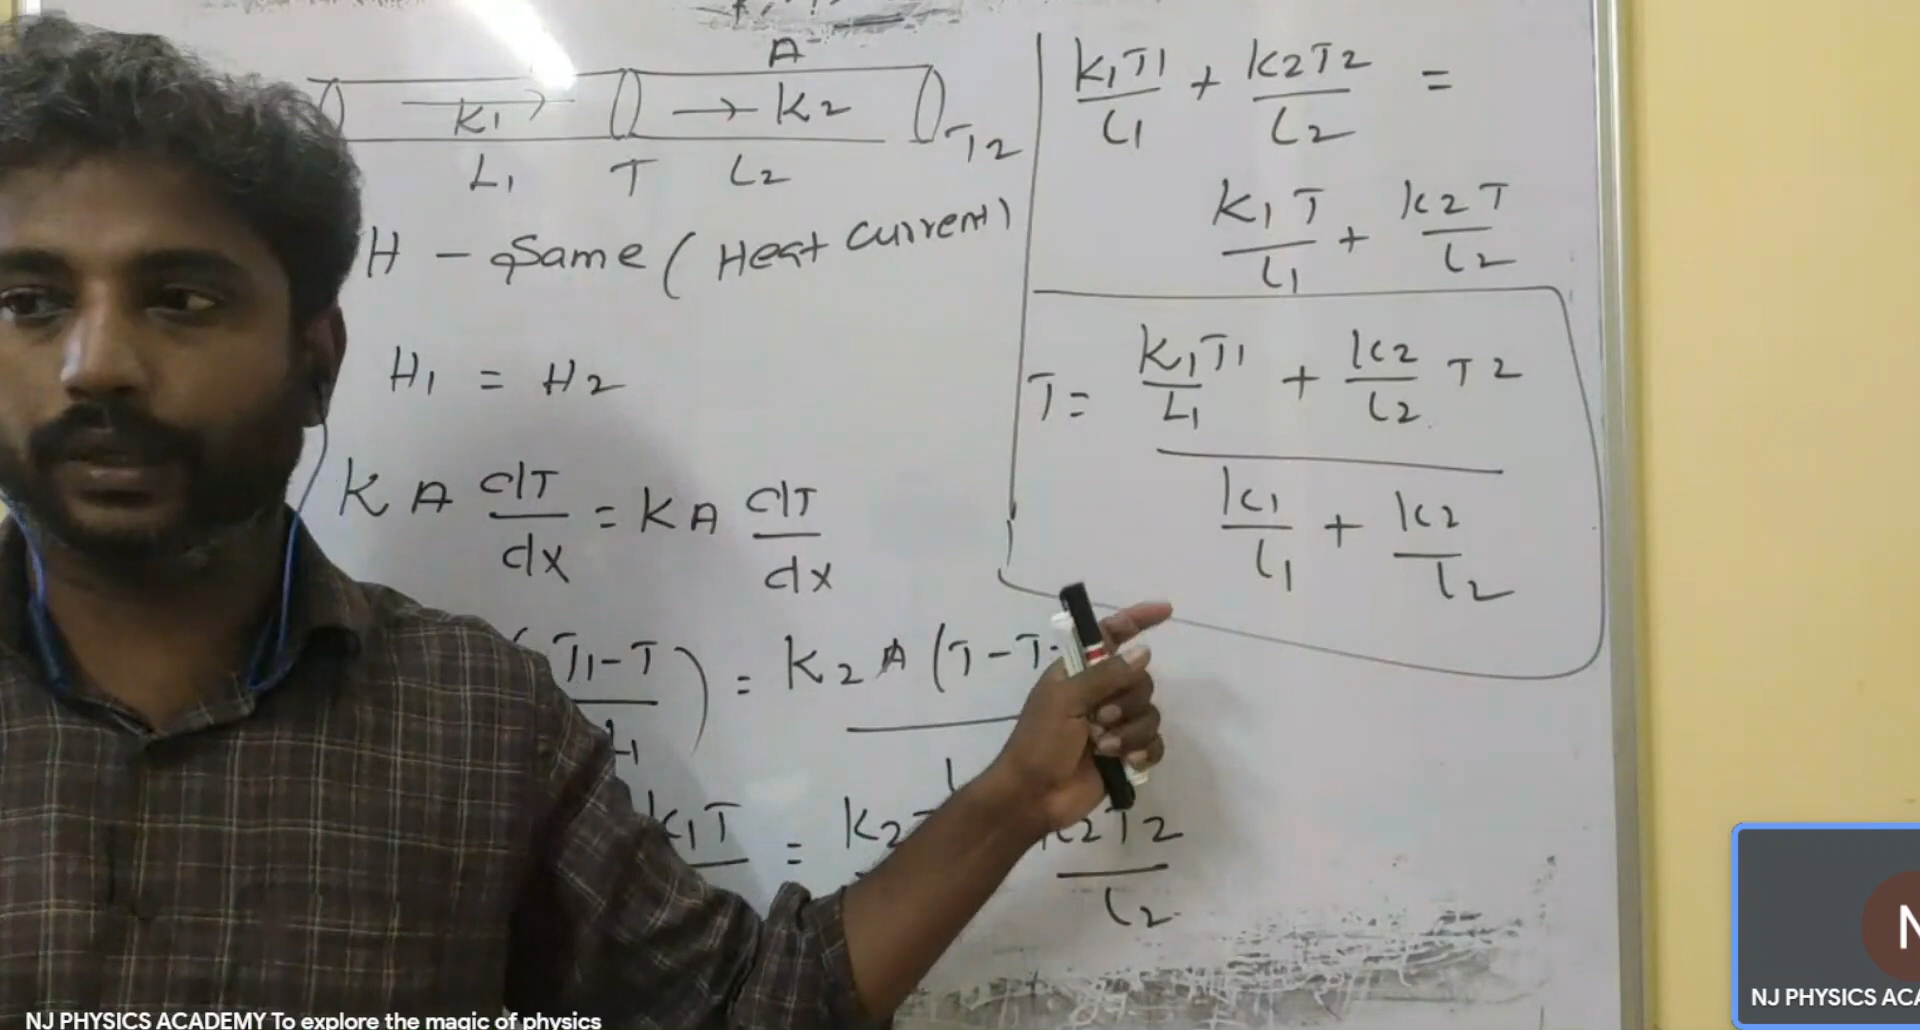 A
K1 → K2
T2
L1 T L2
H - Same (Heat current)
H1 = H2
KA dT/dx = KA dT/dx
(T1-T)/L1) = K2 A (T-T
K1T = K2 K2T2/L2
K1T1/L1 + K2T2/L2 =
K1T/L1 + K2T/L2
T = K1T1/L1 + K2/L2 T2
K1/L1 + K2/L2
NJ PHYSICS ACADEMY To explore the magic of physics
N
NJ PHYSICS ACA